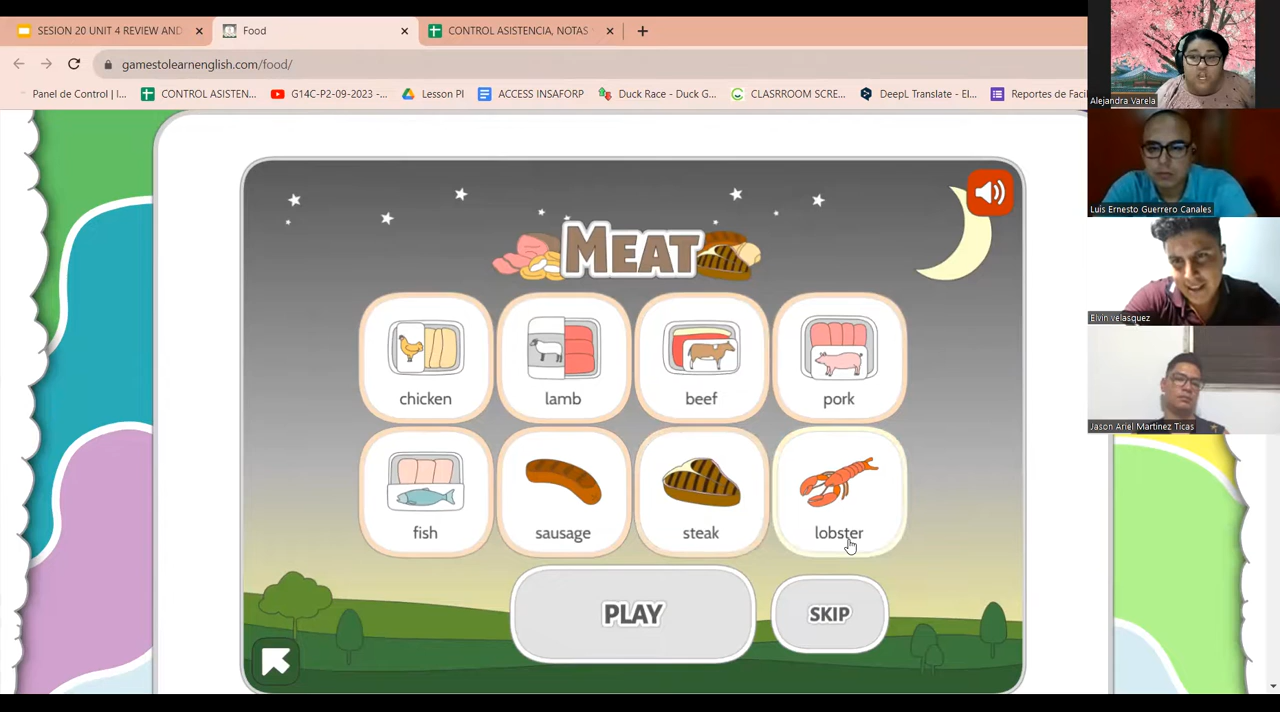 SESION 20 UNIT 4 REVIEW AND
Food
CONTROL ASISTENCIA, NOTAS
gamestolearnenglish.com/food/
Panel de Control | I...
CONTROL ASISTEN...
G14C-P2-09-2023 -...
Lesson Pl
ACCESS INSAFORP
Duck Race - Duck G...
CLASRROOM SCRE...
DeepL Translate - El...
Reportes de Facil
Alejandra Varela
Luis Ernesto Guerrero Canales
Elvin velasquez
Jason Ariel Martinez Ticas
MEAT
chicken
lamb
beef
pork
fish
sausage
steak
lobster
PLAY
SKIP